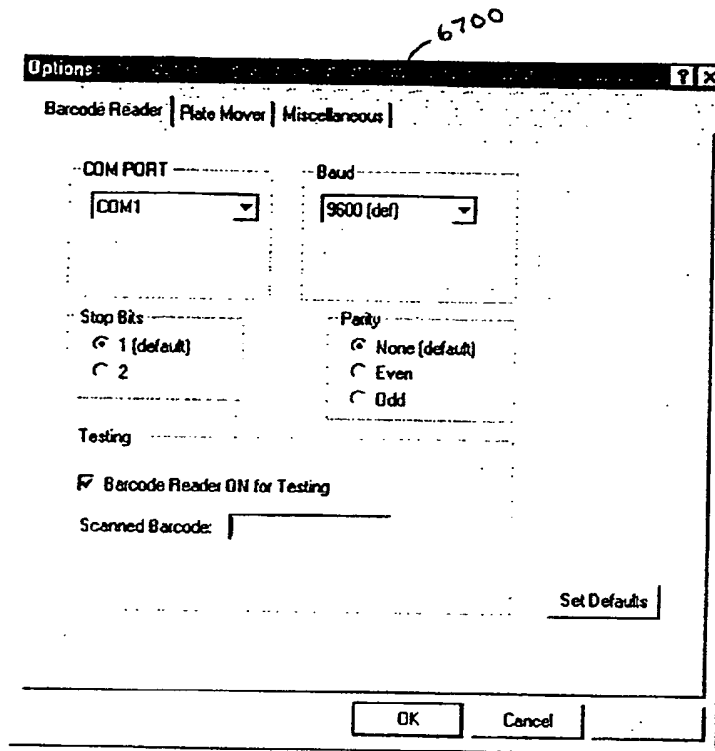 6700
Options
Barcode Reader Plate Mover Miscellaneous
COM PORT Baud
COM1 9600 (def)
Stop Bits Parity
1 (default) None (default)
2 Even
Odd
Testing
Barcode Reader ON for Testing
Scanned Barcode:
Set Defaults
OK Cancel